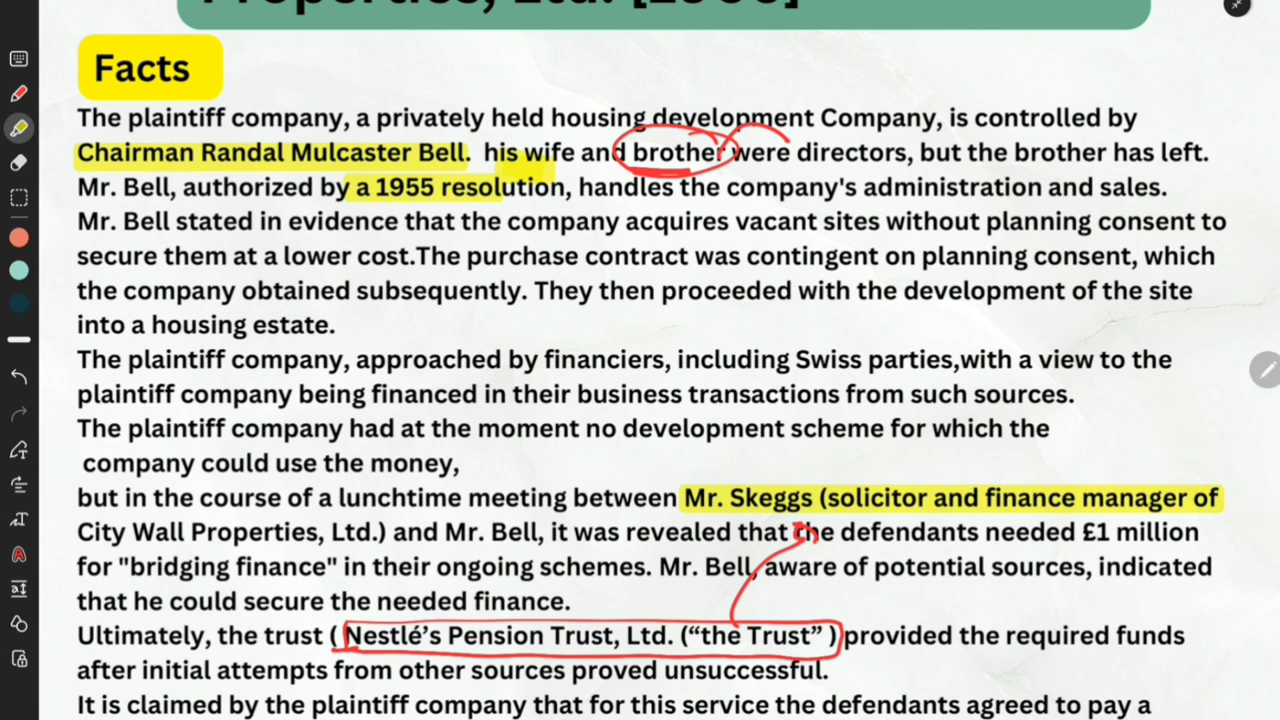 Properties, Ltd. [1966]
Facts
The plaintiff company, a privately held housing development Company, is controlled by
Chairman Randal Mulcaster Bell.  his wife and brother were directors, but the brother has left.
Mr. Bell, authorized by a 1955 resolution, handles the company's administration and sales.
Mr. Bell stated in evidence that the company acquires vacant sites without planning consent to
secure them at a lower cost.The purchase contract was contingent on planning consent, which
the company obtained subsequently. They then proceeded with the development of the site
into a housing estate.
The plaintiff company, approached by financiers, including Swiss parties,with a view to the
plaintiff company being financed in their business transactions from such sources.
The plaintiff company had at the moment no development scheme for which the
company could use the money,
but in the course of a lunchtime meeting between Mr. Skeggs (solicitor and finance manager of
City Wall Properties, Ltd.) and Mr. Bell, it was revealed that the defendants needed £1 million
for "bridging finance" in their ongoing schemes. Mr. Bell, aware of potential sources, indicated
that he could secure the needed finance.
Ultimately, the trust ( Nestlé’s Pension Trust, Ltd. (“the Trust” ) provided the required funds
after initial attempts from other sources proved unsuccessful.
It is claimed by the plaintiff company that for this service the defendants agreed to pay a